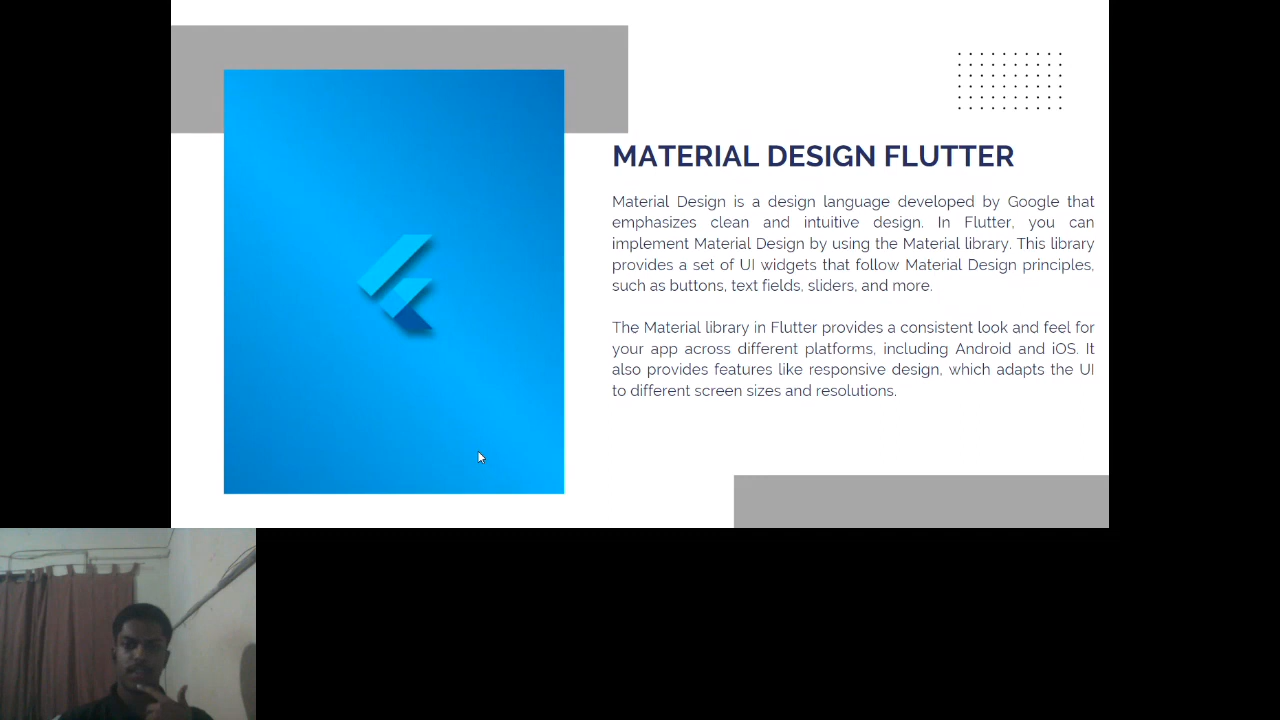 MATERIAL DESIGN FLUTTER
Material Design is a design language developed by Google that
emphasizes clean and intuitive design. In Flutter, you can
implement Material Design by using the Material library. This library
provides a set of UI widgets that follow Material Design principles,
such as buttons, text fields, sliders, and more.
The Material library in Flutter provides a consistent look and feel for
your app across different platforms, including Android and iOS. It
also provides features like responsive design, which adapts the UI
to different screen sizes and resolutions.